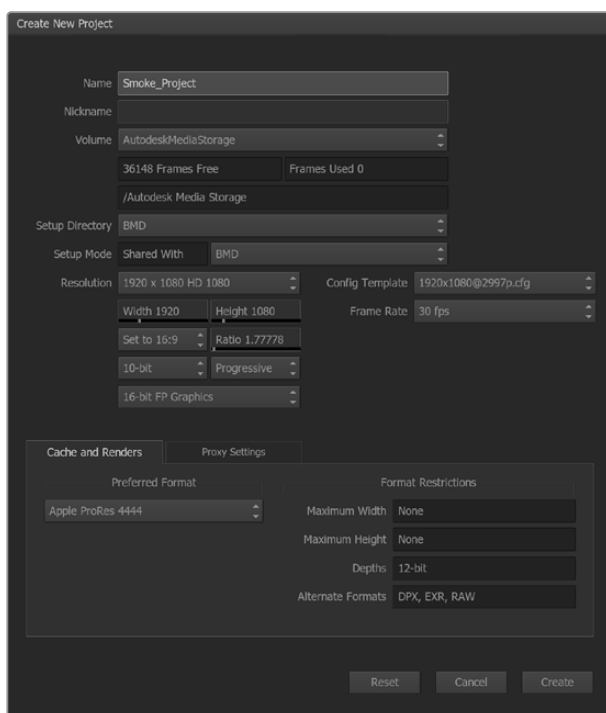 Create New Project
Name Smoke_Project
Nickname
Volume AutodeskMediaStorage
36148 Frames Free Frames Used 0
/Autodesk Media Storage
Setup Directory BMD
Setup Mode Shared With BMD
Resolution 1920 x 1080 HD 1080 Config Template 1920x1080@2997p.cfg
Width 1920 Height 1080 Frame Rate 30 fps
Set to 16:9 Ratio 1.77778
10-bit Progressive
16-bit FP Graphics
Cache and Renders Proxy Settings
Preferred Format Format Restrictions
Apple ProRes 4444 Maximum Width None
Maximum Height None
Depths 12-bit
Alternate Formats DPX, EXR, RAW
Reset Cancel Create